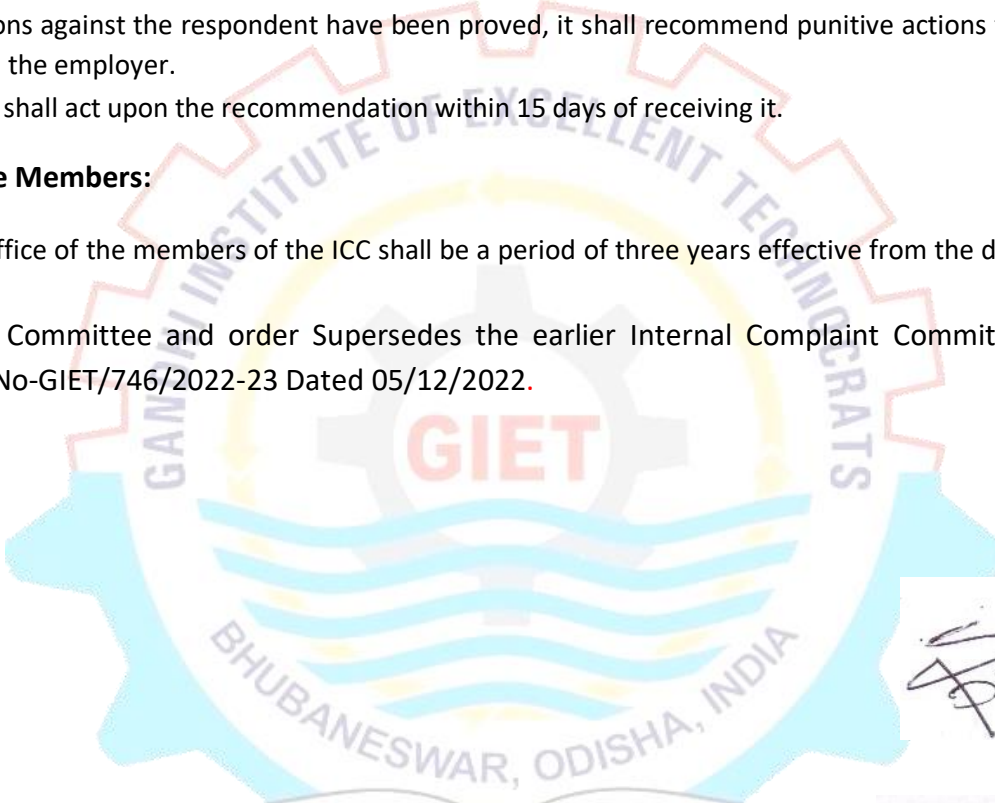 ons against the respondent have been proved, it shall recommend punitive actions
the employer.
shall act upon the recommendation within 15 days of receiving it.
e Members:
ffice of the members of the ICC shall be a period of three years effective from the d
Committee and order Supersedes the earlier Internal Complaint Commit
No-GIET/746/2022-23 Dated 05/12/2022.
GANDHI INSTITUTE OF EXCELLENT TECHNOCRATS
GIET
BHUBANESWAR, ODISHA, INDIA